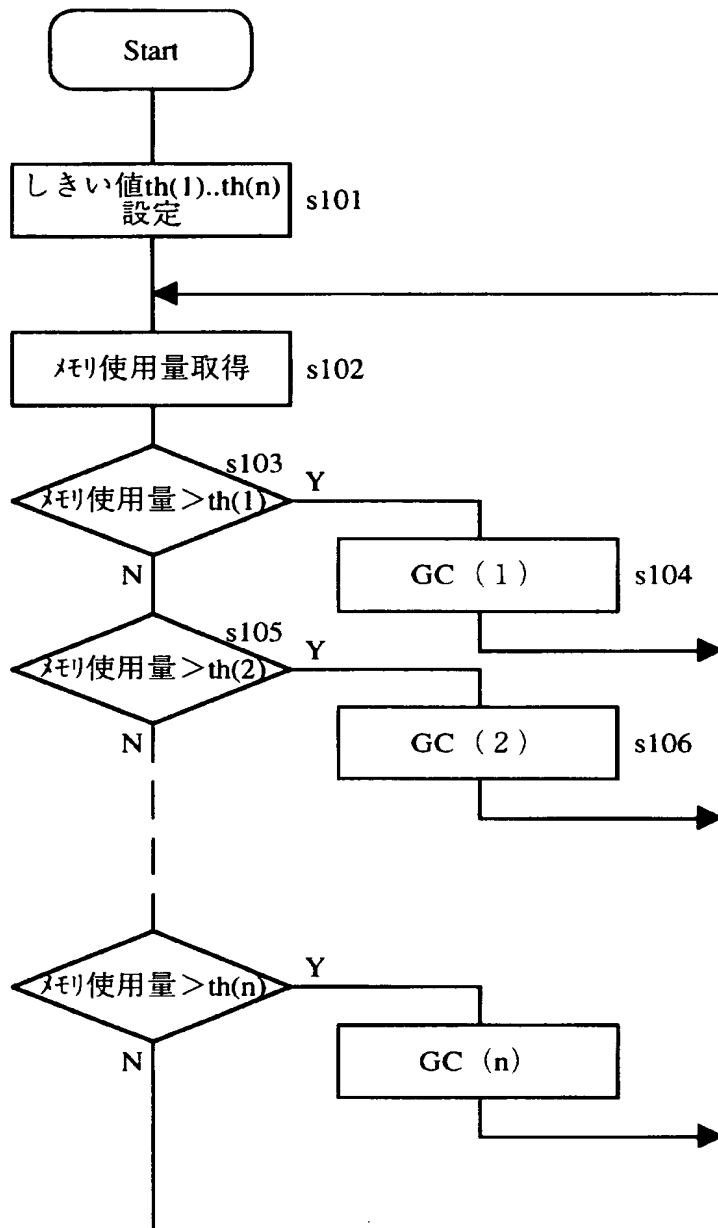 Start
しきい値th(1)..th(n)
設定
s101
ﾒﾓﾘ使用量取得
s102
s103
ﾒﾓﾘ使用量＞th(1)
Y
N
GC（1）
s104
s105
ﾒﾓﾘ使用量＞th(2)
Y
N
GC（2）
s106
ﾒﾓﾘ使用量＞th(n)
Y
N
GC（n）